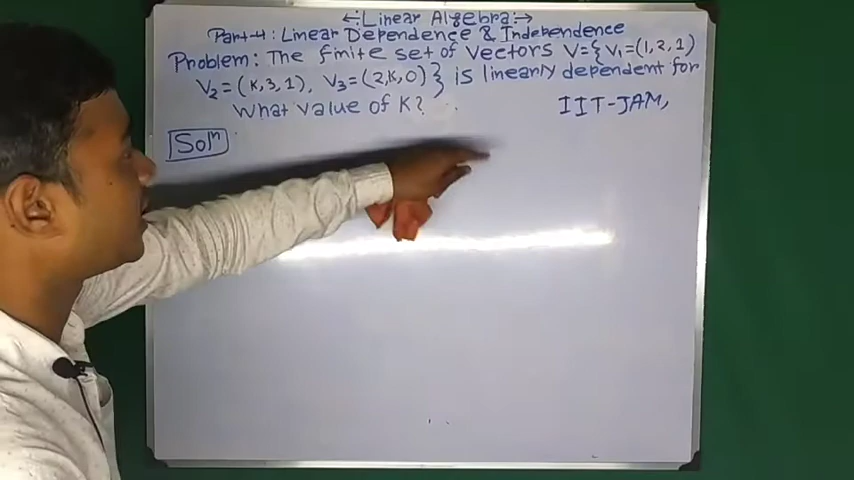 ←: Linear Algebra :→
Part-4: Linear Dependence & Independence
Problem: The finite set of Vectors V={V₁=(1,2,1)
V₂=(K,3,1), V₃=(2,K,0)} is linearly dependent for
What value of K?
IIT-JAM,
Solⁿ